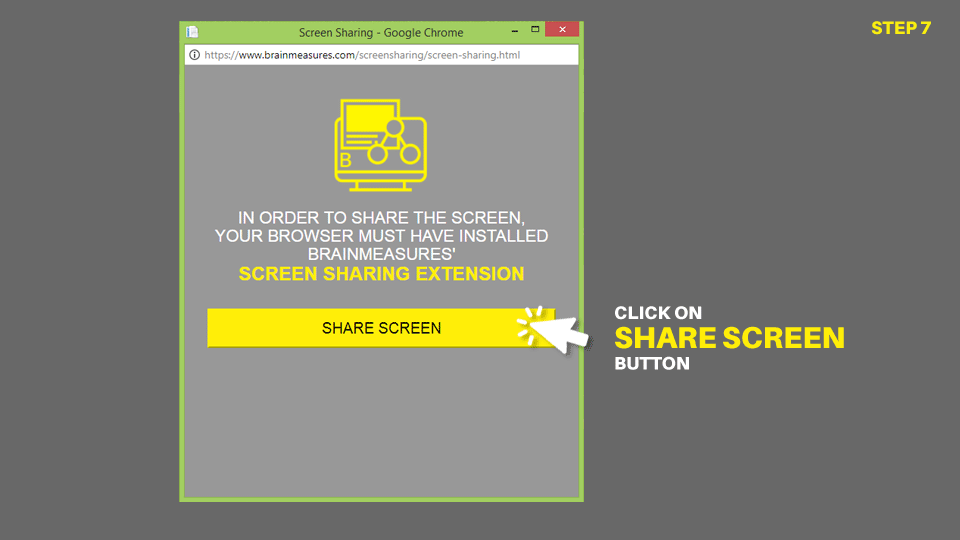 STEP 7
Screen Sharing - Google Chrome
https://www.brainmeasures.com/screensharing/screen-sharing.html
B
IN ORDER TO SHARE THE SCREEN,
YOUR BROWSER MUST HAVE INSTALLED
BRAINMEASURES'
SCREEN SHARING EXTENSION
SHARE SCREEN
CLICK ON
SHARE SCREEN
BUTTON